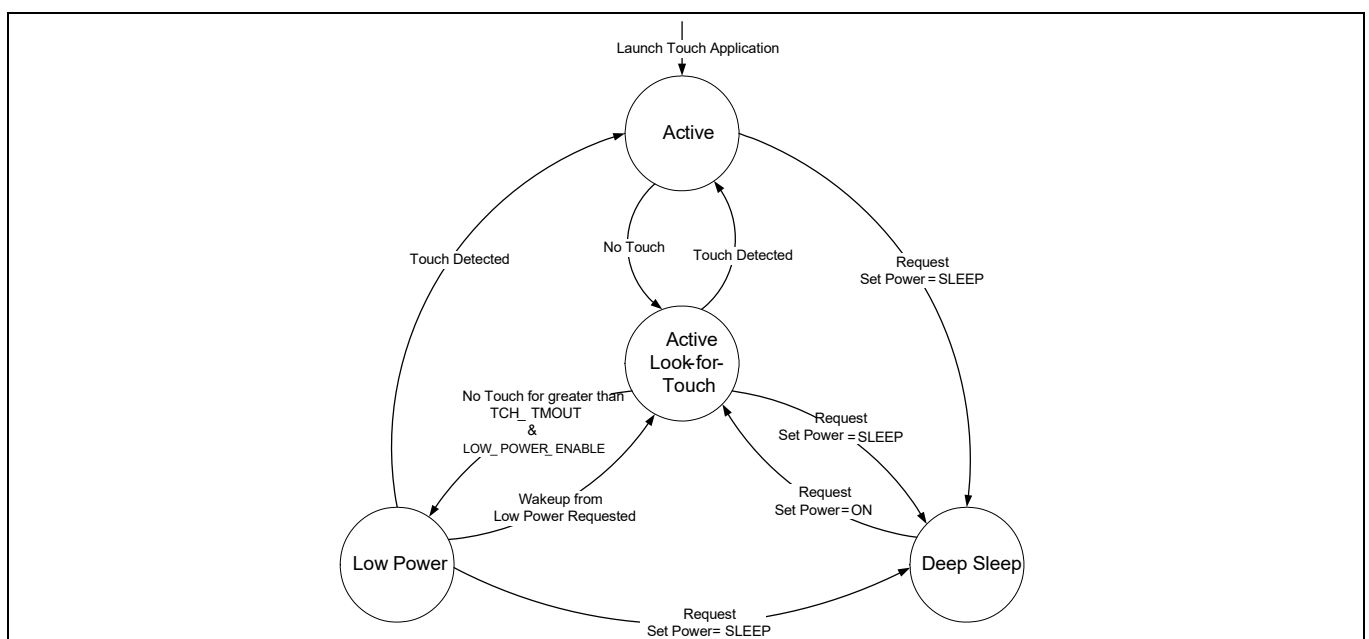 Launch Touch Application
Active
No Touch
Touch Detected
Touch Detected
Request
Set Power = SLEEP
Active
Look-for-
Touch
No Touch for greater than
TCH_ TMOUT
&
LOW_ POWER_ENABLE
Request
Set Power = SLEEP
Wakeup from
Low Power Requested
Request
Set Power=ON
Low Power
Deep Sleep
Request
Set Power= SLEEP